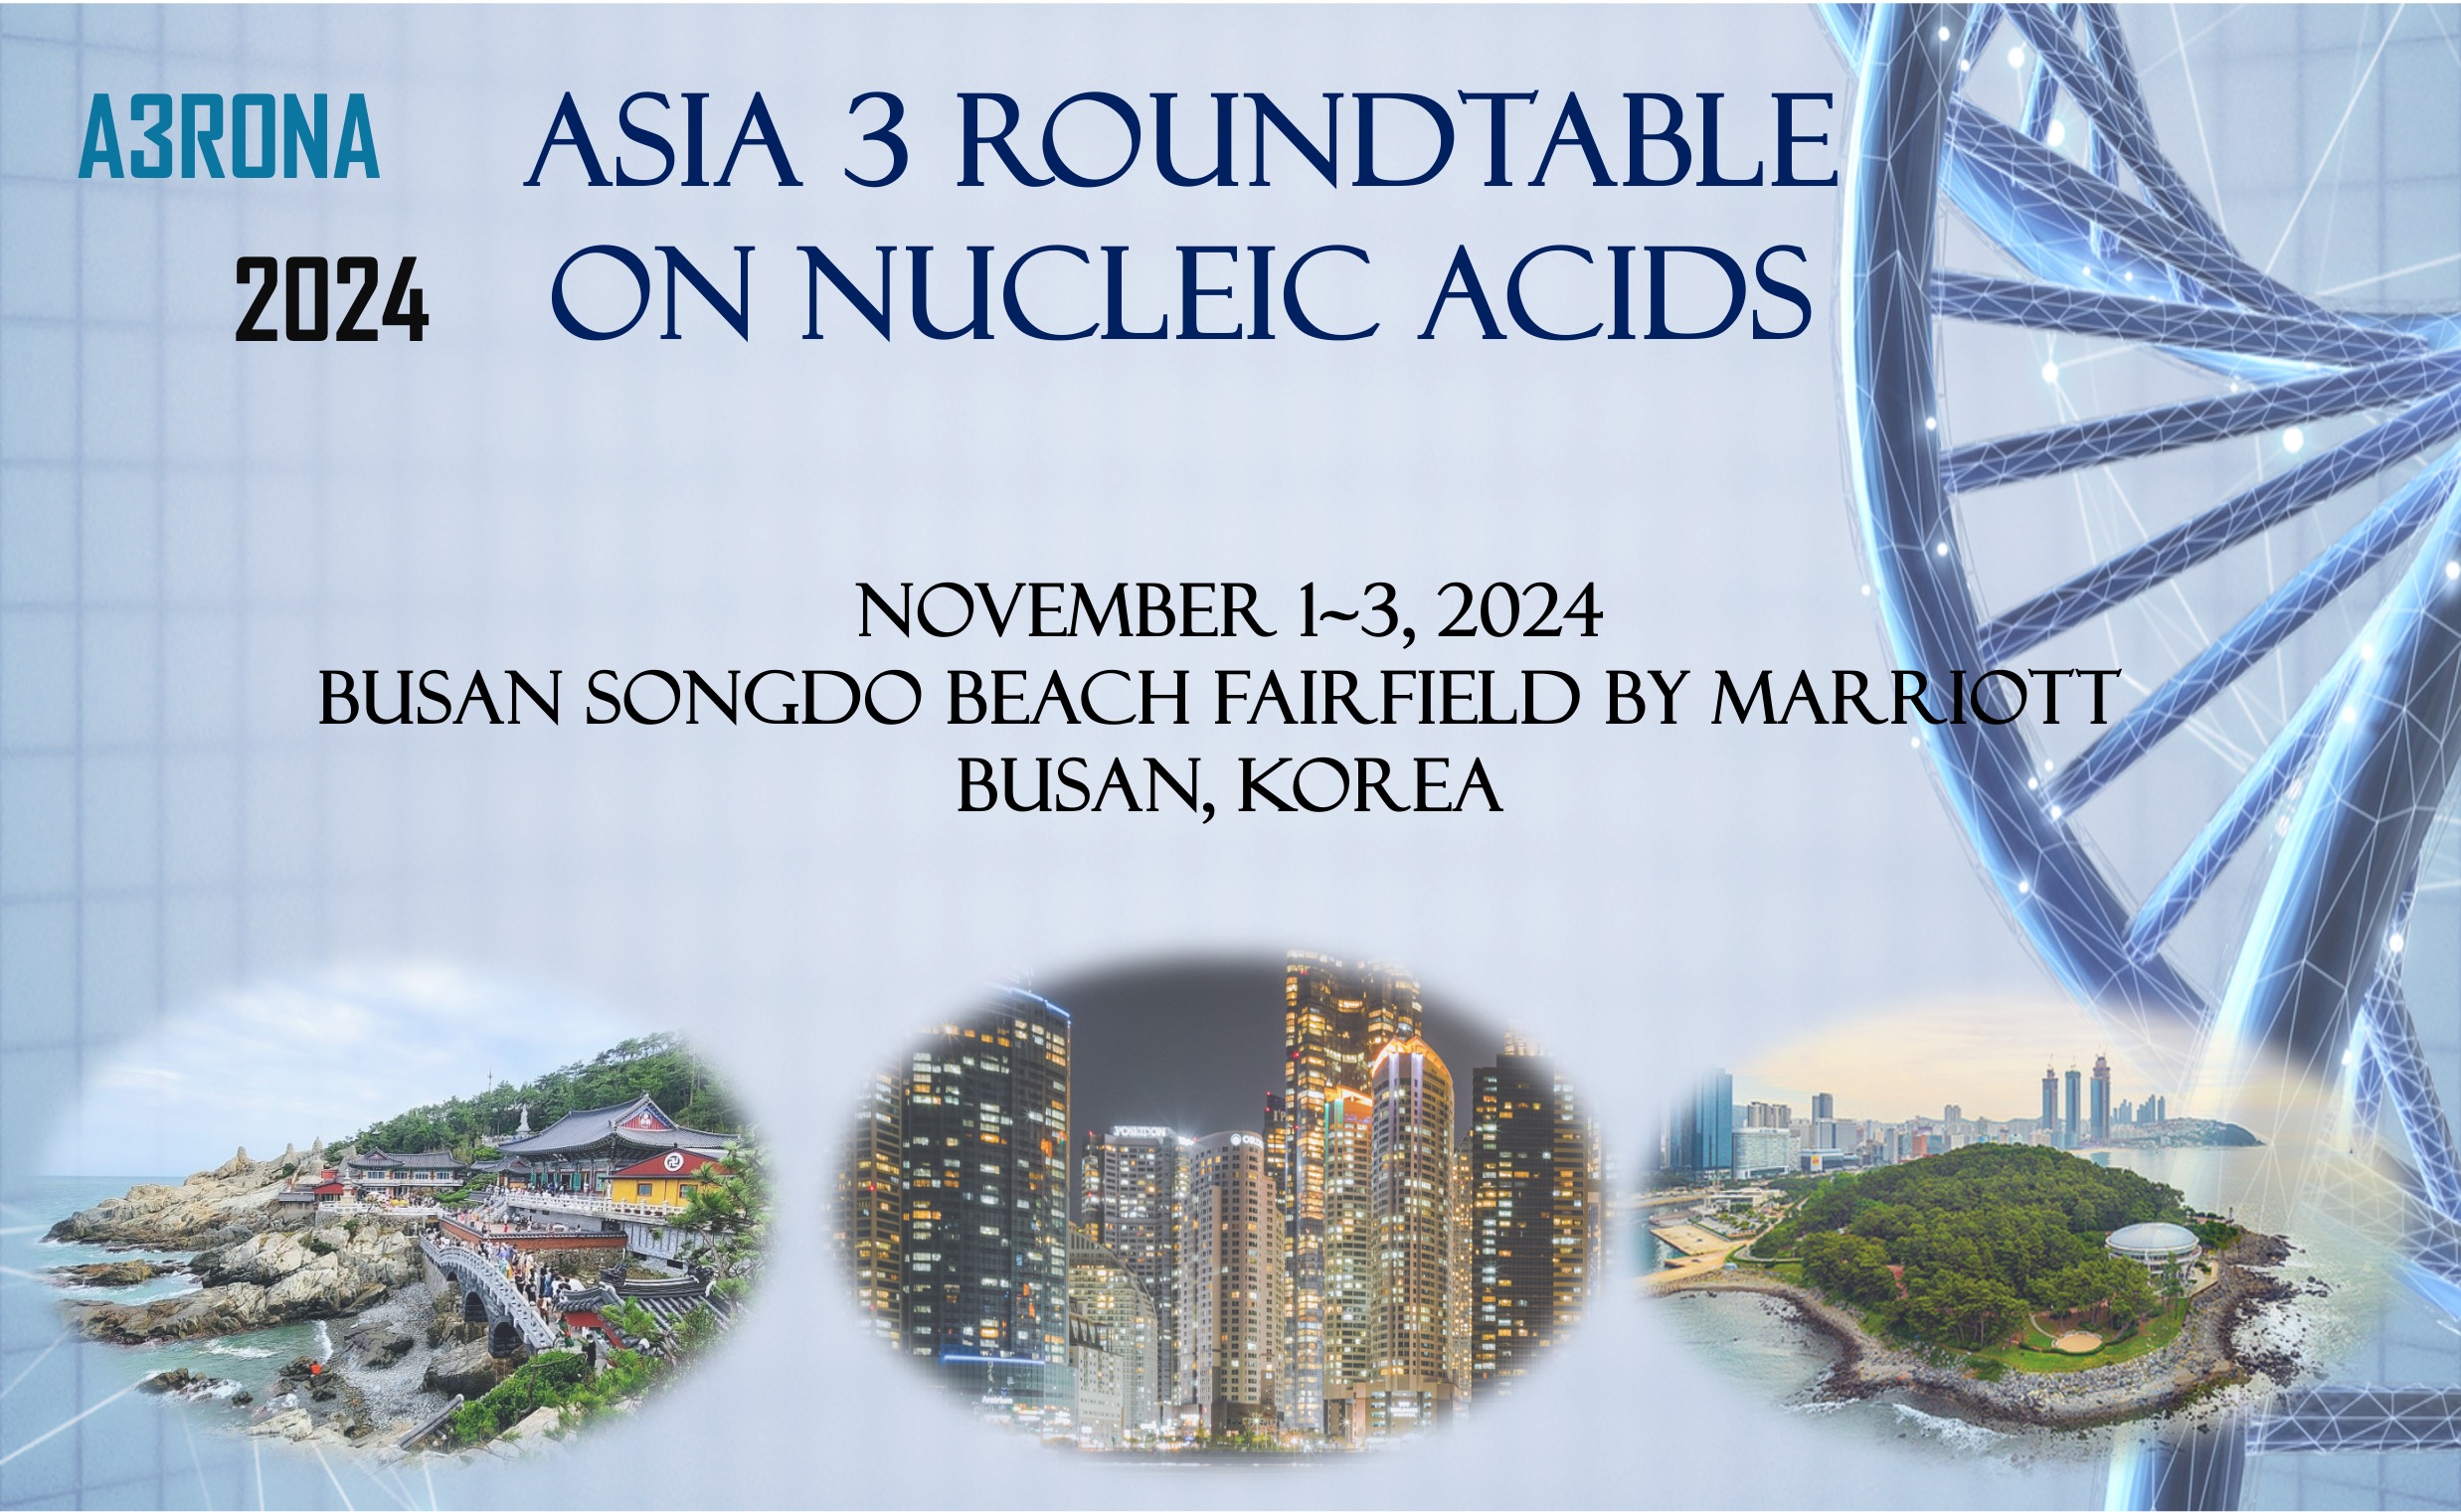 A3RONA
2024
ASIA 3 ROUNDTABLE
ON NUCLEIC ACIDS
NOVEMBER 1~3, 2024
BUSAN SONGDO BEACH FAIRFIELD BY MARRIOTT
BUSAN, KOREA
POSEIDON